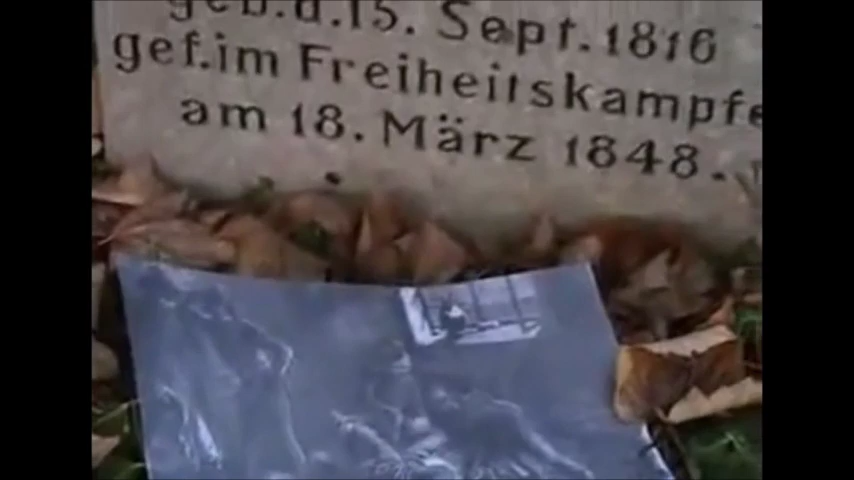 geb.d.15. Sept.1816
gef.im Freiheitskampfe
am 18. März 1848.